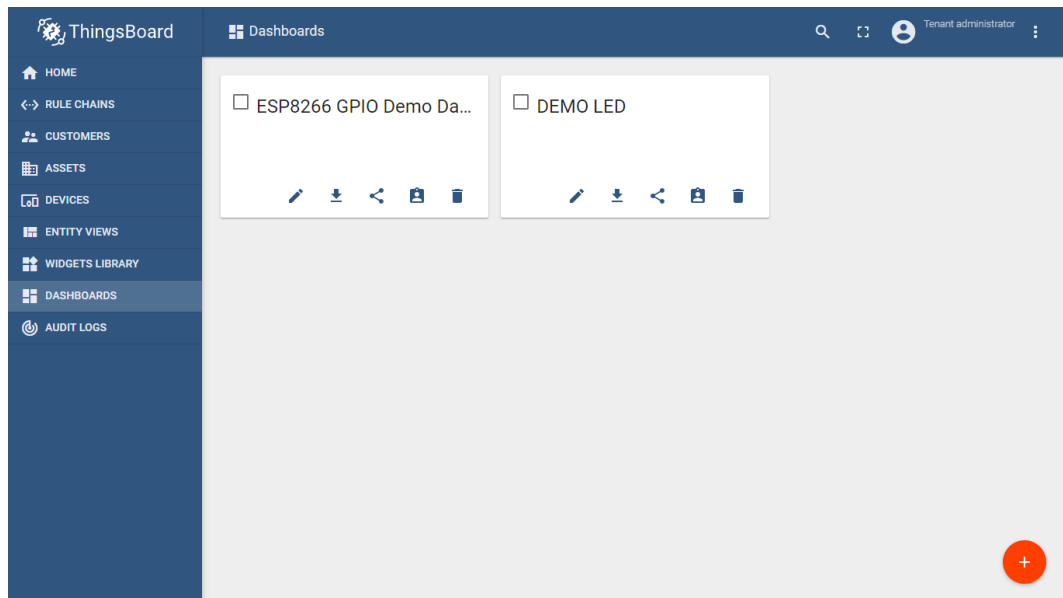 ThingsBoard
Dashboards
Tenant administrator
HOME
RULE CHAINS
CUSTOMERS
ASSETS
DEVICES
ENTITY VIEWS
WIDGETS LIBRARY
DASHBOARDS
AUDIT LOGS
ESP8266 GPIO Demo Da...
DEMO LED